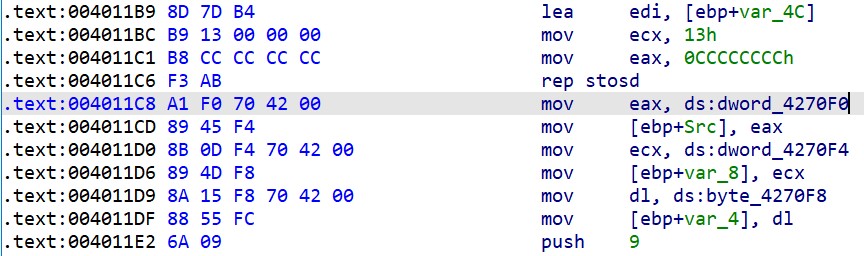 .text:004011B9 8D 7D B4 lea edi, [ebp+var_4C]
.text:004011BC B9 13 00 00 00 mov ecx, 13h
.text:004011C1 B8 CC CC CC CC mov eax, 0CCCCCCCCh
.text:004011C6 F3 AB rep stosd
.text:004011C8 A1 F0 70 42 00 mov eax, ds:dword_4270F0
.text:004011CD 89 45 F4 mov [ebp+Src], eax
.text:004011D0 8B 0D F4 70 42 00 mov ecx, ds:dword_4270F4
.text:004011D6 89 4D F8 mov [ebp+var_8], ecx
.text:004011D9 8A 15 F8 70 42 00 mov dl, ds:byte_4270F8
.text:004011DF 88 55 FC mov [ebp+var_4], dl
.text:004011E2 6A 09 push 9